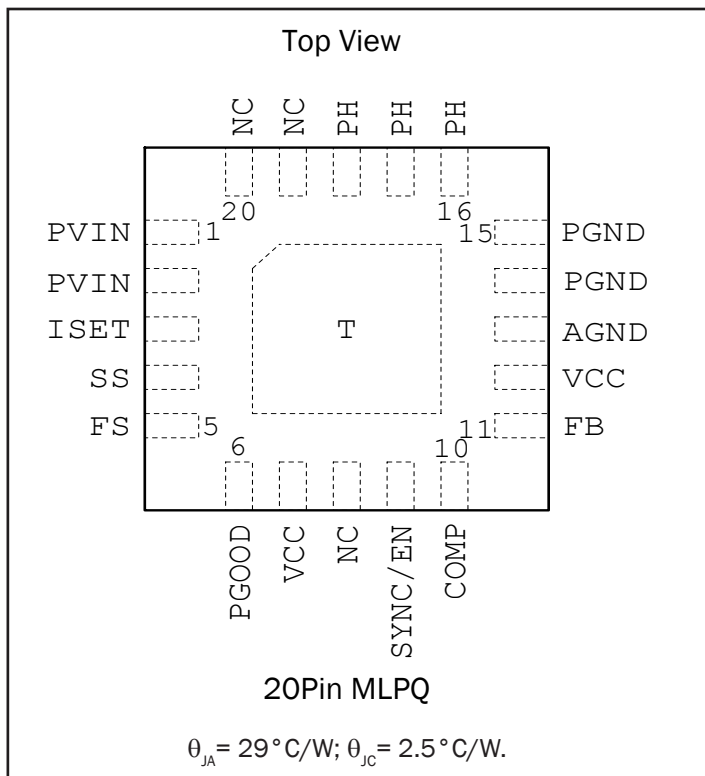 Top View
NC
NC
PH
PH
PH
20
16
PVIN
1
15
PGND
PVIN
PGND
ISET
T
AGND
SS
VCC
FS
5
11
FB
6
10
PGOOD
VCC
NC
SYNC/EN
COMP
20Pin MLPQ
θJA= 29°C/W; θJC= 2.5°C/W.